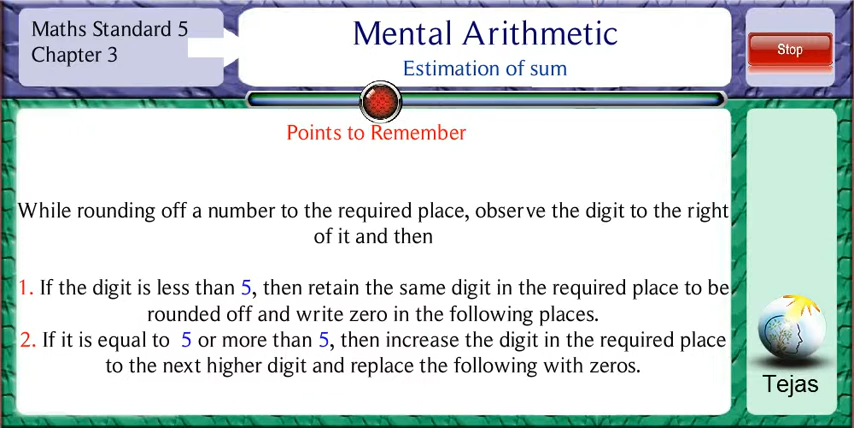 Maths Standard 5
Chapter 3
Mental Arithmetic
Estimation of sum
Stop
Points to Remember
While rounding off a number to the required place, observe the digit to the right
of it and then
1. If the digit is less than 5, then retain the same digit in the required place to be
rounded off and write zero in the following places.
2. If it is equal to 5 or more than 5, then increase the digit in the required place
to the next higher digit and replace the following with zeros.
Tejas